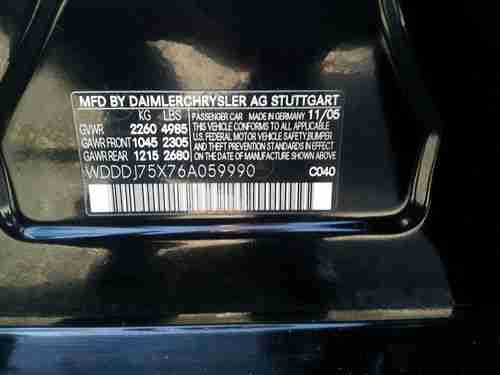 MFD BY DAIMLERCHRYSLER AG STUTTGART
KG LBS PASSENGER CAR MADE IN GERMANY 11/05
GVWR 2260 4985 THIS VEHICLE CONFORMS TO ALL
GAWR FRONT 1045 2305 APPLICABLE U.S. FEDERAL
GAWR REAR 1215 2680 MOTOR VEHICLE SAFETY, BUMPER
AND THEFT PREVENTION STANDARDS
IN EFFECT ON THE DATE OF
MANUFACTURE SHOWN ABOVE
WDDDJ75X76A059990 C040